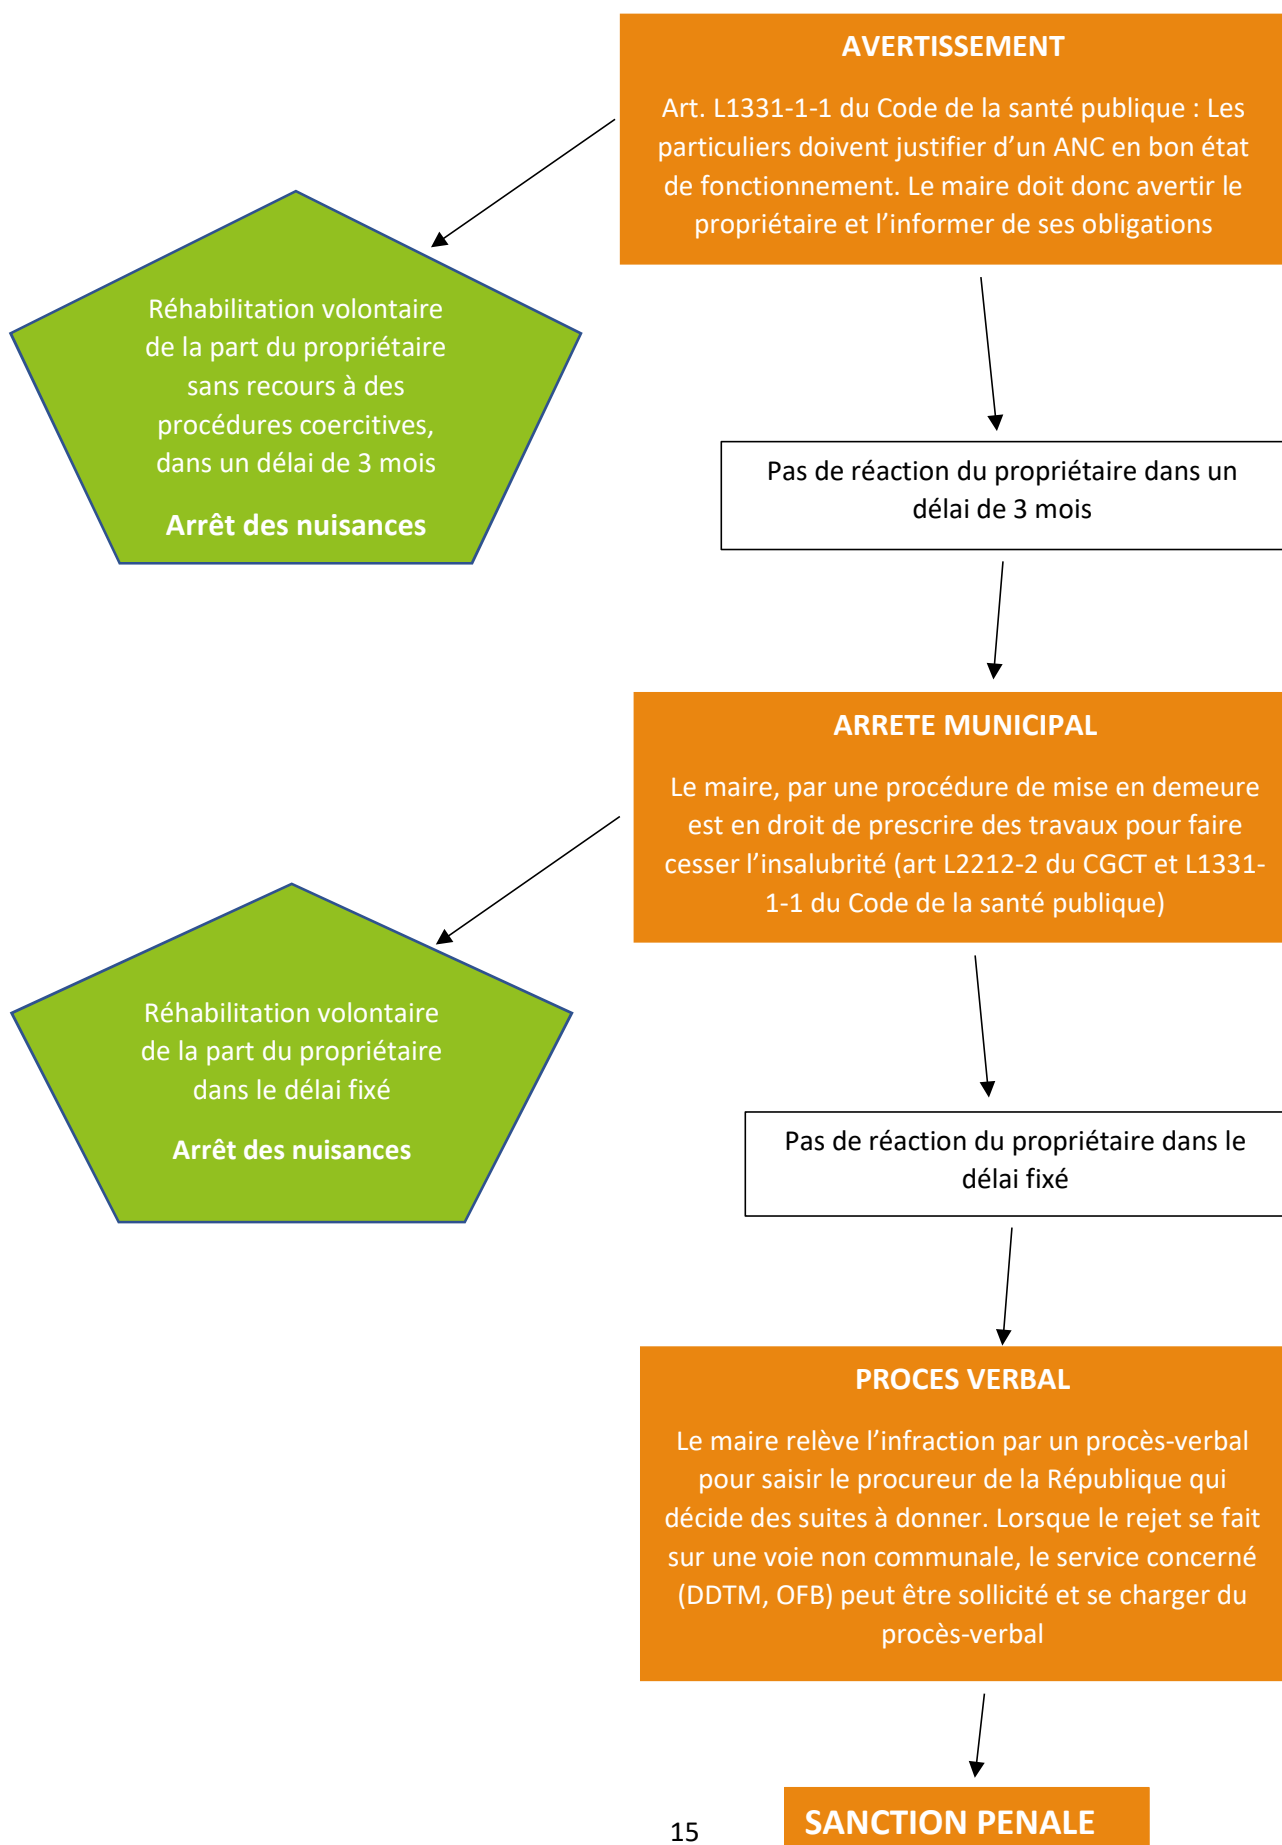 AVERTISSEMENT
Art. L1331-1-1 du Code de la santé publique : Les
particuliers doivent justifier d’un ANC en bon état
de fonctionnement. Le maire doit donc avertir le
propriétaire et l’informer de ses obligations
Réhabilitation volontaire
de la part du propriétaire
sans recours à des
procédures coercitives,
dans un délai de 3 mois
Arrêt des nuisances
Pas de réaction du propriétaire dans un
délai de 3 mois
ARRETE MUNICIPAL
Le maire, par une procédure de mise en demeure
est en droit de prescrire des travaux pour faire
cesser l’insalubrité (art L2212-2 du CGCT et L1331-
1-1 du Code de la santé publique)
Réhabilitation volontaire
de la part du propriétaire
dans le délai fixé
Arrêt des nuisances
Pas de réaction du propriétaire dans le
délai fixé
PROCES VERBAL
Le maire relève l’infraction par un procès-verbal
pour saisir le procureur de la République qui
décide des suites à donner. Lorsque le rejet se fait
sur une voie non communale, le service concerné
(DDTM, OFB) peut être sollicité et se charger du
procès-verbal
SANCTION PENALE
15